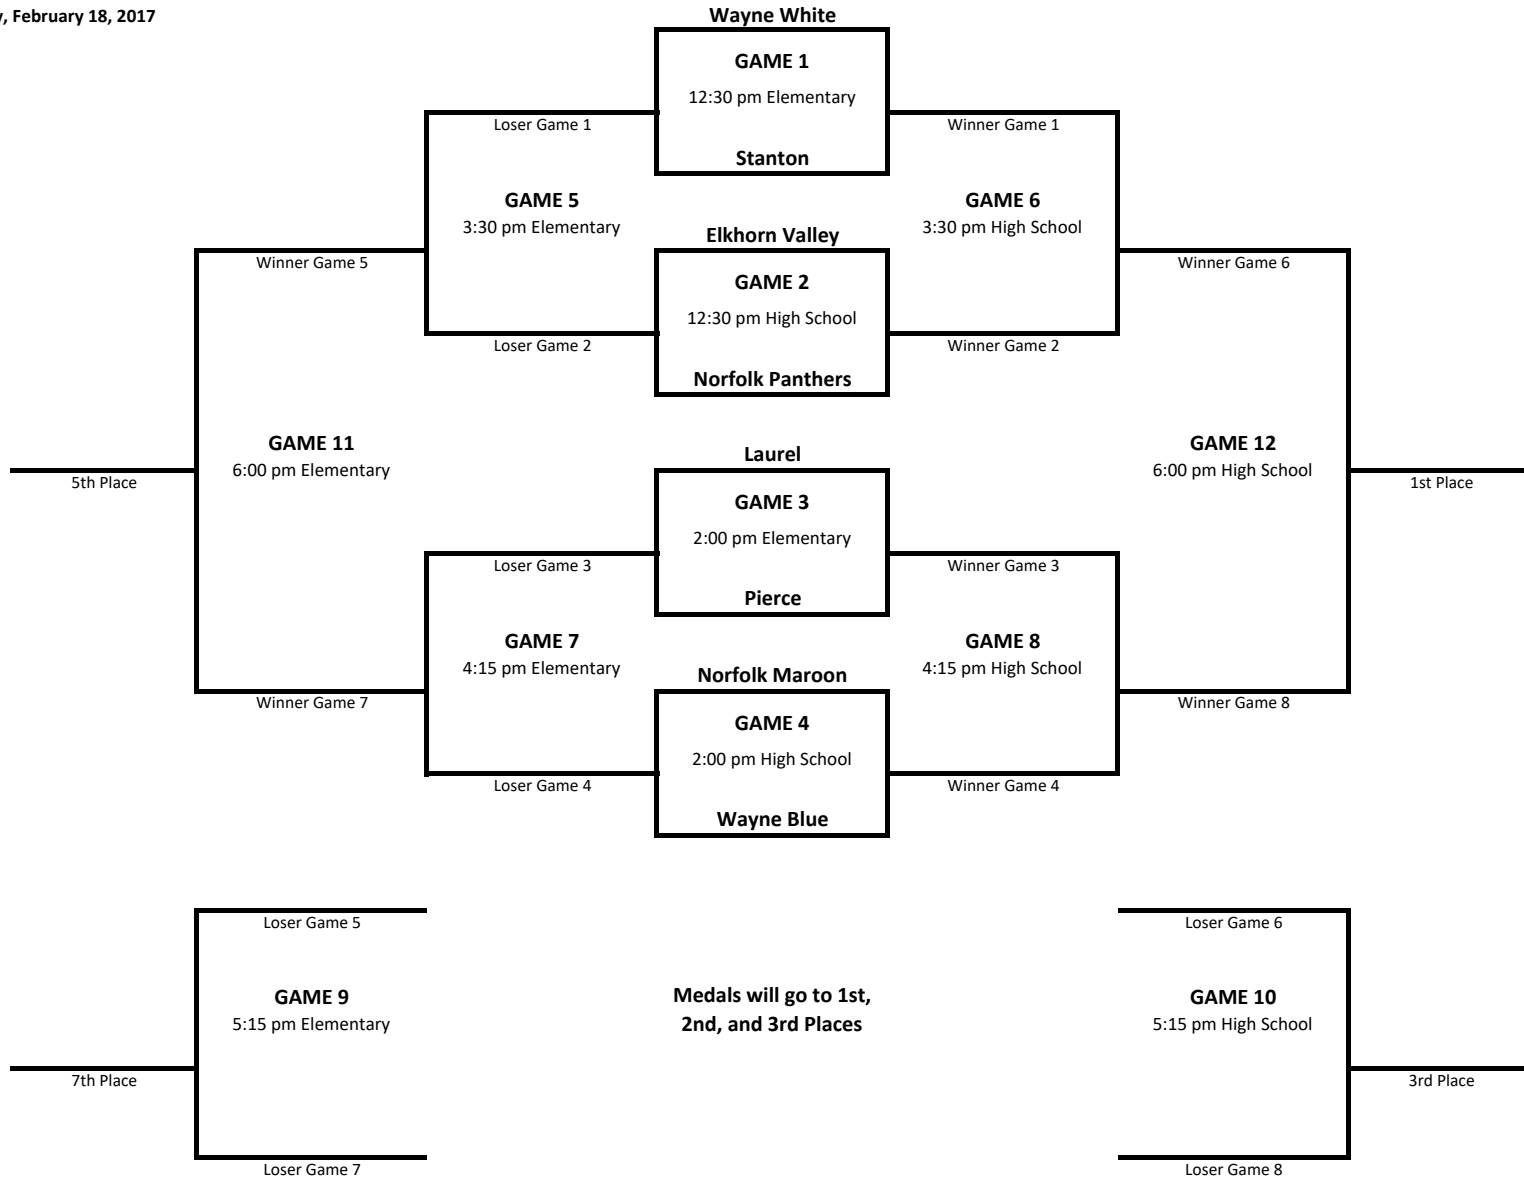 , February 18, 2017
Wayne White
GAME 1
12:30 pm Elementary
Loser Game 1
Winner Game 1
Stanton
GAME 5
3:30 pm Elementary
GAME 6
3:30 pm High School
Elkhorn Valley
Winner Game 5
Winner Game 6
GAME 2
12:30 pm High School
Loser Game 2
Winner Game 2
Norfolk Panthers
GAME 11
6:00 pm Elementary
GAME 12
6:00 pm High School
Laurel
5th Place
1st Place
GAME 3
2:00 pm Elementary
Loser Game 3
Winner Game 3
Pierce
GAME 7
4:15 pm Elementary
GAME 8
4:15 pm High School
Norfolk Maroon
Winner Game 7
Winner Game 8
GAME 4
2:00 pm High School
Loser Game 4
Winner Game 4
Wayne Blue
Loser Game 5
Loser Game 6
GAME 9
5:15 pm Elementary
Medals will go to 1st,
2nd, and 3rd Places
GAME 10
5:15 pm High School
7th Place
3rd Place
Loser Game 7
Loser Game 8